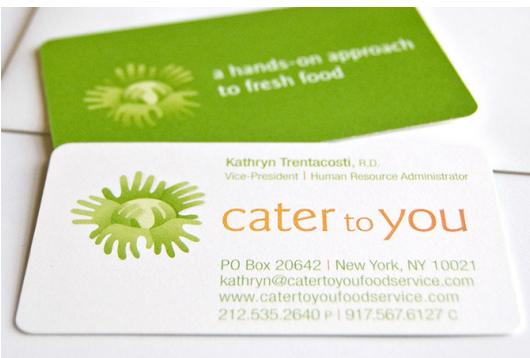 a hands-on approach
to fresh food
Kathryn Trentacosti, R.D.
Vice-President | Human Resource Administrator
cater to you
PO Box 20642 | New York, NY 10021
kathryn@catertoyoufoodservice.com
www.catertoyoufoodservice.com
212.535.2640 P | 917.567.6127 C